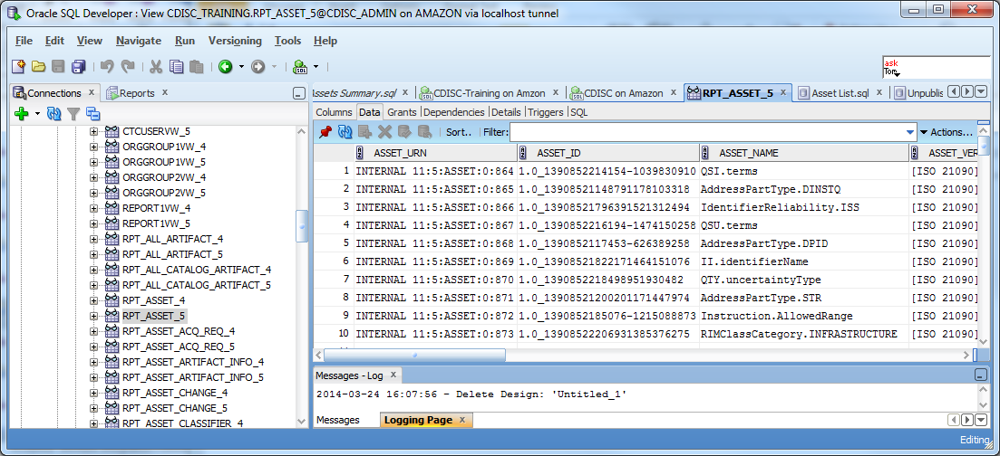 Oracle SQL Developer : View CDISC_TRAINING.RPT_ASSET_5@CDISC_ADMIN on AMAZON via localhost tunnel
File Edit View Navigate Run Versioning Tools Help
SQL
ask
Tom
Connections x Reports x
Assets Summary.sql x CDISC-Training on Amzon x CDISC on Amazon x RPT_ASSET_5 x Asset List.sql x Unpublis
Columns Data Grants Dependencies Details Triggers SQL
Sort.. Filter: Actions...
CTCUSERVW_5
ORGGROUP1VW_4
ORGGROUP1VW_5
ORGGROUP2VW_4
ORGGROUP2VW_5
REPORT1VW_4
REPORT1VW_5
RPT_ALL_ARTIFACT_4
RPT_ALL_ARTIFACT_5
RPT_ALL_CATALOG_ARTIFACT_4
RPT_ALL_CATALOG_ARTIFACT_5
RPT_ASSET_4
RPT_ASSET_5
RPT_ASSET_ACQ_REQ_4
RPT_ASSET_ACQ_REQ_5
RPT_ASSET_ARTIFACT_INFO_4
RPT_ASSET_ARTIFACT_INFO_5
RPT_ASSET_CHANGE_4
RPT_ASSET_CHANGE_5
RPT_ASSET_CLASSIFIER_4
ASSET_URN ASSET_ID ASSET_NAME ASSET_VER
1 INTERNAL 11:5:ASSET:0:864 1.0_1390852214154-1039830910 QSI.terms [ISO 21090]
2 INTERNAL 11:5:ASSET:0:865 1.0_13908521148791178103318 AddressPartType.DINSTQ [ISO 21090]
3 INTERNAL 11:5:ASSET:0:866 1.0_13908521796391521312494 IdentifierReliability.ISS [ISO 21090]
4 INTERNAL 11:5:ASSET:0:867 1.0_1390852216194-1474150258 QSU.terms [ISO 21090]
5 INTERNAL 11:5:ASSET:0:868 1.0_1390852117453-626389258 AddressPartType.DPID [ISO 21090]
6 INTERNAL 11:5:ASSET:0:869 1.0_13908521822171464151076 II.identifierName [ISO 21090]
7 INTERNAL 11:5:ASSET:0:870 1.0_1390852218498951930482 QTY.uncertaintyType [ISO 21090]
8 INTERNAL 11:5:ASSET:0:871 1.0_13908521200201171447974 AddressPartType.STR [ISO 21090]
9 INTERNAL 11:5:ASSET:0:872 1.0_1390852185076-1215088873 Instruction.AllowedRange [ISO 21090]
10 INTERNAL 11:5:ASSET:0:873 1.0_13908522206931385376275 RIMClassCategory.INFRASTRUCTURE [ISO 21090]
Messages - Log x
2014-03-24 16:07:56 - Delete Design: 'Untitled_1'
Messages Logging Page x
Editing